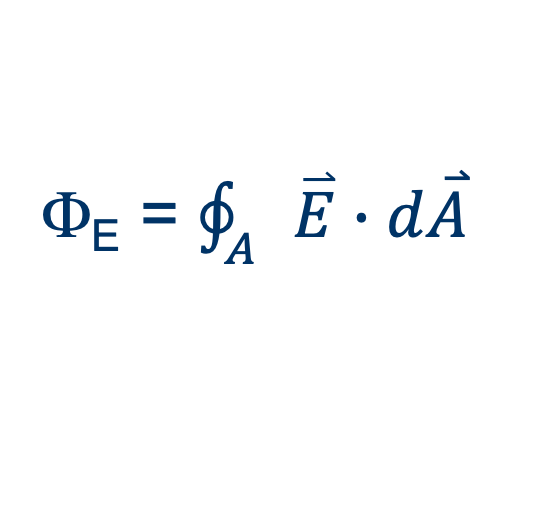 Φ_E = ∮_A E⃗ · dA⃗